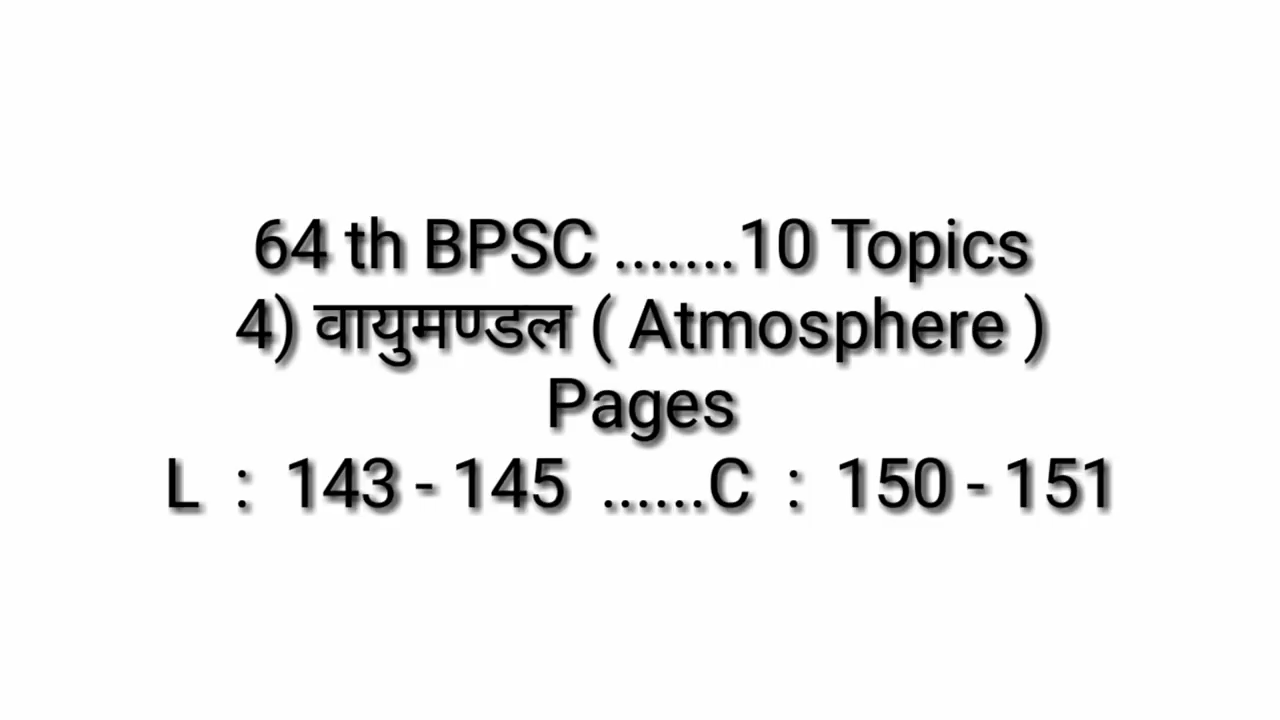 64 th BPSC .......10 Topics
4) वायुमण्डल ( Atmosphere )
Pages
L : 143 - 145 ......C : 150 - 151